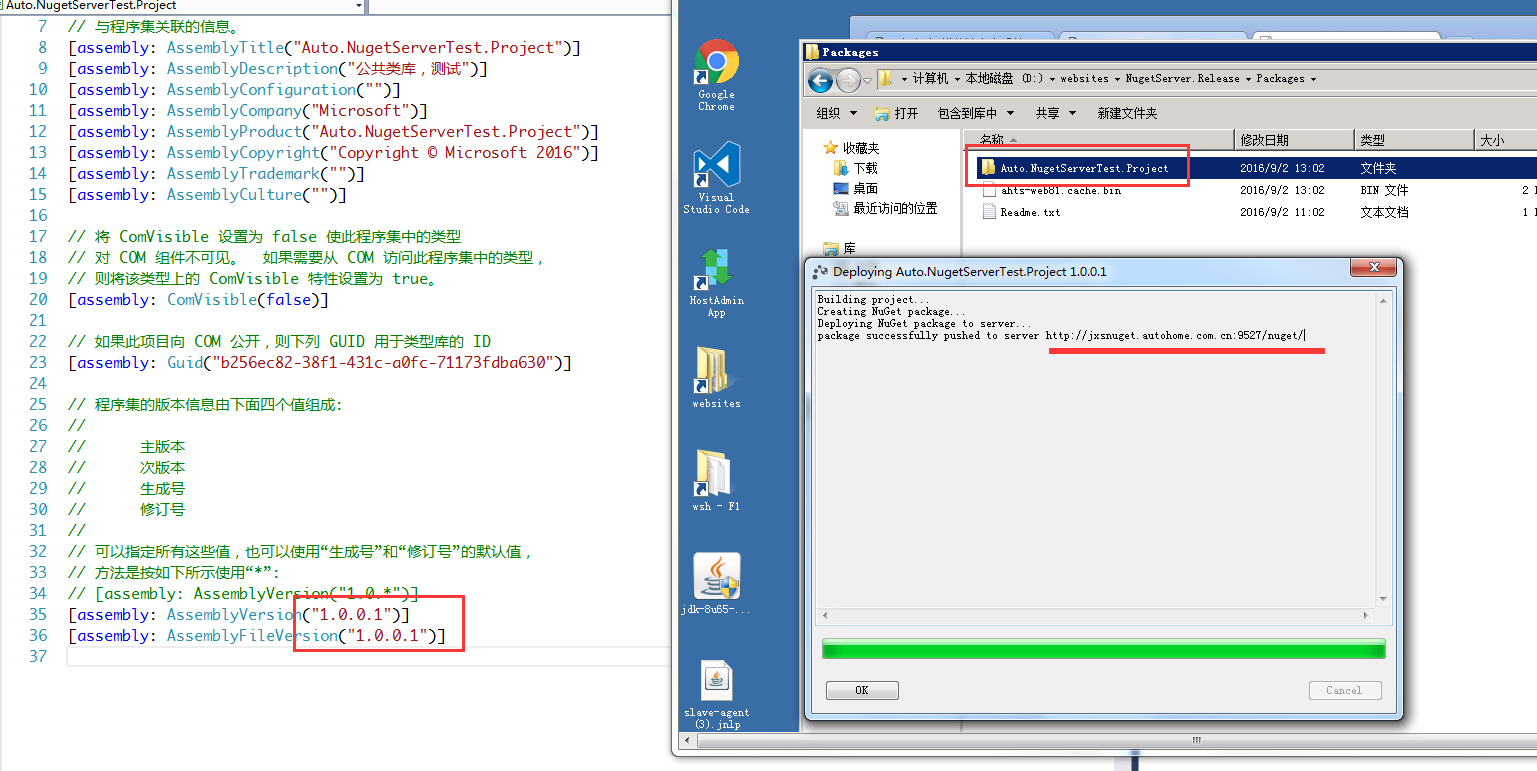 Auto.NugetServerTest.Project
7 // 与程序集关联的信息。
8 [assembly: AssemblyTitle("Auto.NugetServerTest.Project")]
9 [assembly: AssemblyDescription("公共类库，测试")]
10 [assembly: AssemblyConfiguration("")]
11 [assembly: AssemblyCompany("Microsoft")]
12 [assembly: AssemblyProduct("Auto.NugetServerTest.Project")]
13 [assembly: AssemblyCopyright("Copyright © Microsoft 2016")]
14 [assembly: AssemblyTrademark("")]
15 [assembly: AssemblyCulture("")]
16
17 // 将 ComVisible 设置为 false 使此程序集中的类型
18 // 对 COM 组件不可见。  如果需要从 COM 访问此程序集中的类型，
19 // 则将该类型上的 ComVisible 特性设置为 true。
20 [assembly: ComVisible(false)]
21
22 // 如果此项目向 COM 公开，则下列 GUID 用于类型库的 ID
23 [assembly: Guid("b256ec82-38f1-431c-a0fc-71173fdba630")]
24
25 // 程序集的版本信息由下面四个值组成:
26 //
27 //      主版本
28 //      次版本
29 //      生成号
30 //      修订号
31 //
32 // 可以指定所有这些值，也可以使用“生成号”和“修订号”的默认值，
33 // 方法是按如下所示使用“*”:
34 // [assembly: AssemblyVersion("1.0.*")]
35 [assembly: AssemblyVersion("1.0.0.1")]
36 [assembly: AssemblyFileVersion("1.0.0.1")]
37
Google
Chrome
Visual
Studio Code
HostAdmin
App
websites
wsh - F1
jdk-8u65-...
slave-agent
(3).jnlp
Packages
计算机 本地磁盘 (D:) websites NugetServer.Release Packages
组织 打开 包含到库中 共享 新建文件夹
收藏夹
下载
桌面
最近访问的位置
库
名称 修改日期 类型 大小
Auto.NugetServerTest.Project 2016/9/2 13:02 文件夹
ahts-web81.cache.bin 2016/9/2 13:02 BIN 文件 2
Readme.txt 2016/9/2 11:02 文本文档 1
Deploying Auto.NugetServerTest.Project 1.0.0.1
Building project...
Creating NuGet package...
Deploying NuGet package to server...
package successfully pushed to server http://jxsnuget.autohome.com.cn:9527/nuget/
OK Cancel